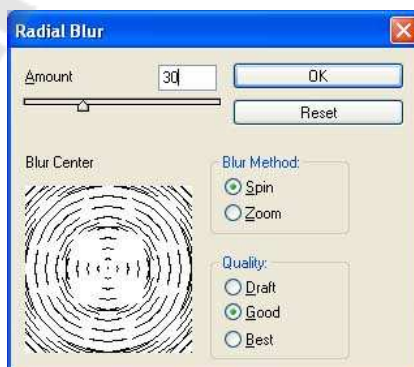 Radial Blur
Amount 30
OK
Reset
Blur Center
Blur Method:
Spin
Zoom
Quality:
Draft
Good
Best